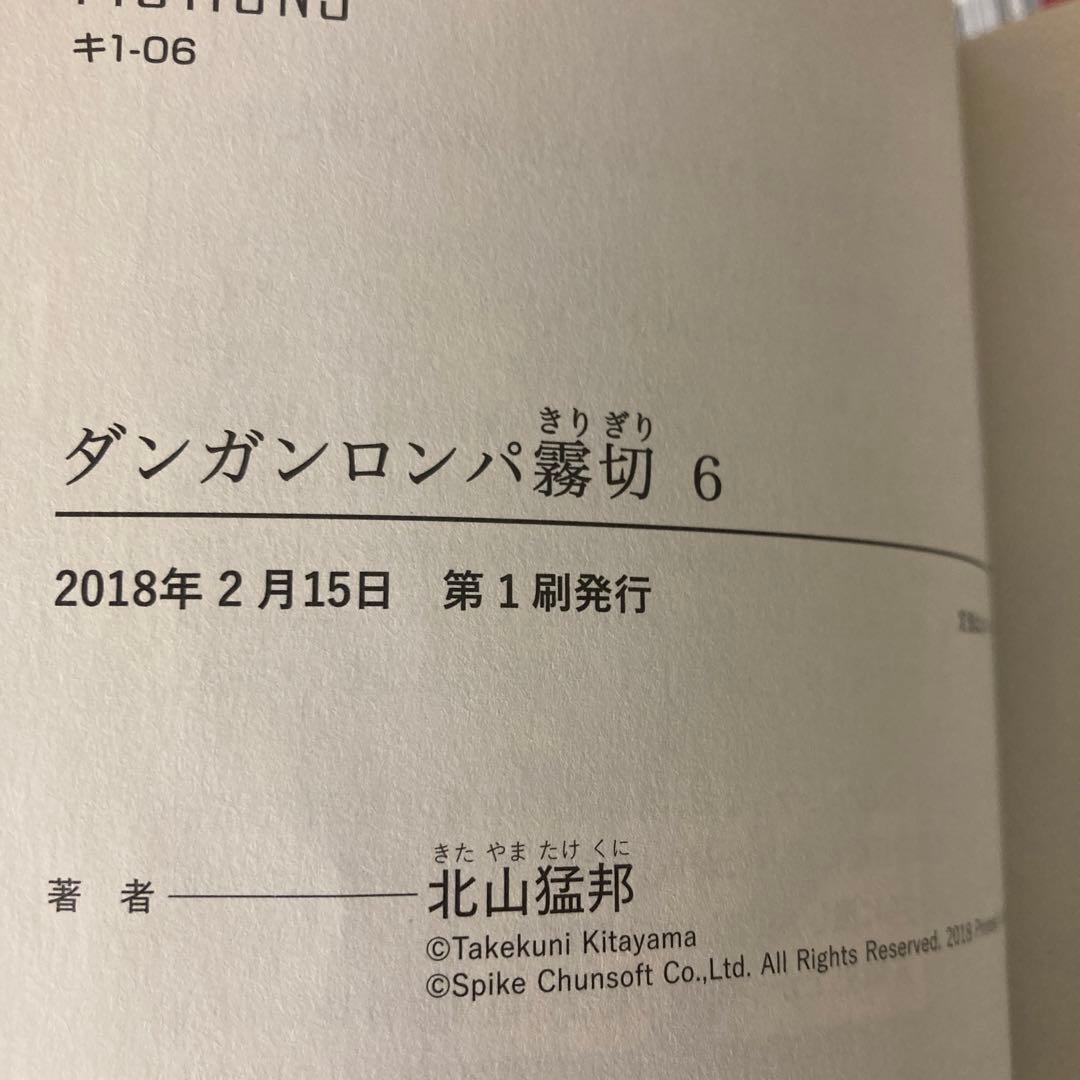 キ1-06
きり ぎり
ダンガンロンパ霧切 6
2018年2月15日 第1刷発行
きた やま たけ くに
著 者 北山猛邦
©Takekuni Kitayama
©Spike Chunsoft Co.,Ltd. All Rights Reserved. 2018